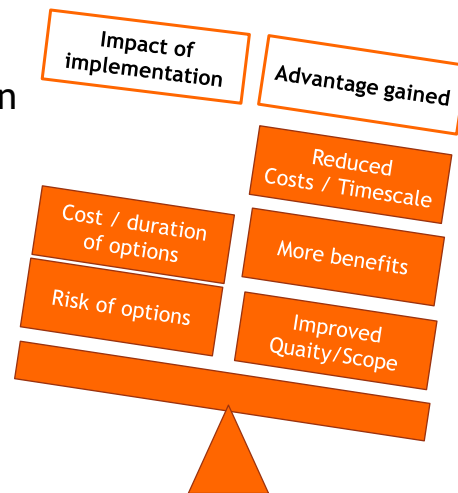 Impact of
implementation
Advantage gained
n
Reduced
Costs / Timescale
Cost / duration
of options
More benefits
Risk of options
Improved
Quaity/Scope